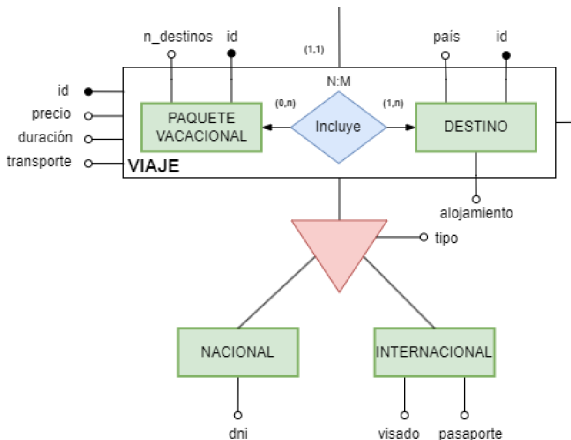 n_destinos id país id
(1,1)
id N:M
(0,n) (1,n)
precio PAQUETE
VACACIONAL Incluye DESTINO
duración
transporte VIAJE
alojamiento
tipo
NACIONAL INTERNACIONAL
dni visado pasaporte